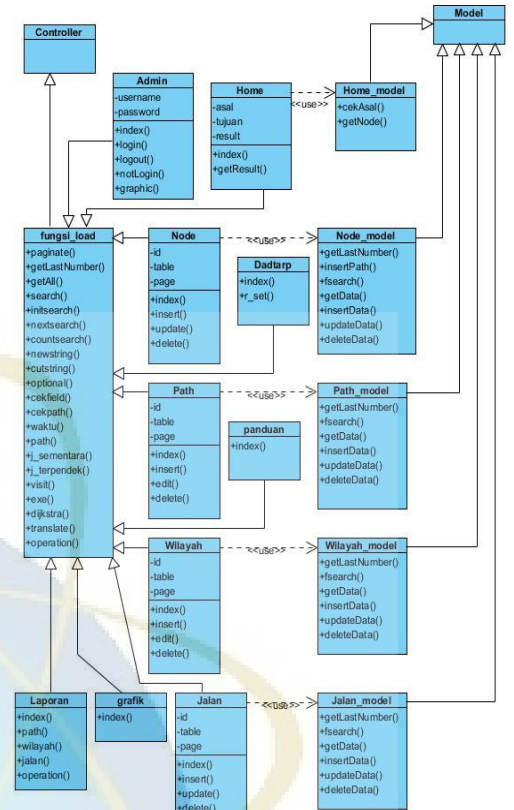 Model
Controller
Admin
-username
-password
+index()
+login()
+logout()
+notLogin()
+graphic()
Home
-asal
-tujuan
-result
+index()
+getResult()
<<use>>
Home_model
+cekAsal()
+getNode()
fungsi_load
+paginate()
+getLastNumber()
+getAll()
+search()
+initsearch()
+nextsearch()
+countsearch()
+newstring()
+cutstring()
+optional()
+cekfield()
+cekpath()
+waktu()
+path()
+j_sementara()
+j_terpendek()
+visit()
+exe()
+dijkstra()
+translate()
+operation()
Node
-id
-table
-page
+index()
+insert()
+update()
+delete()
<<use>>
Node_model
+getLastNumber()
+insertPath()
+fsearch()
+getData()
+insertData()
+updateData()
+deleteData()
Dadtarp
+index()
+r_set()
Path
-id
-table
-page
+index()
+insert()
+edit()
+delete()
<<use>>
Path_model
+getLastNumber()
+fsearch()
+getData()
+insertData()
+updateData()
+deleteData()
panduan
+index()
Wilayah
-id
-table
-page
+index()
+insert()
+edit()
+delete()
<<use>>
Wilayah_model
+getLastNumber()
+fsearch()
+getData()
+insertData()
+updateData()
+deleteData()
Laporan
+index()
+path()
+wilayah()
+jalan()
+operation()
grafik
+index()
Jalan
-id
-table
-page
+index()
+insert()
+update()
+delete()
<<use>>
Jalan_model
+getLastNumber()
+fsearch()
+getData()
+insertData()
+updateData()
+deleteData()